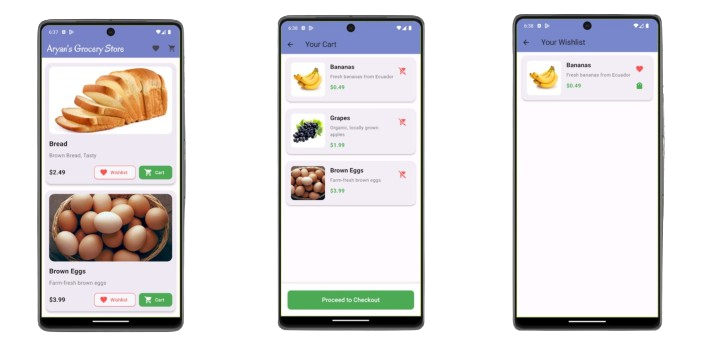 6:37
Aryan's Grocery Store
Bread
Brown Bread, Tasty
$2.49
Wishlist
Cart
Brown Eggs
Farm fresh brown eggs
$3.99
Wishlist
Cart
6:38
Your Cart
Bananas
Fresh bananas from Ecuador
$0.49
Grapes
Organic, locally grown
apples
$1.99
Brown Eggs
Farm fresh brown eggs
$3.99
Proceed to Checkout
6:38
Your Wishlist
Bananas
Fresh bananas from Ecuador
$0.49